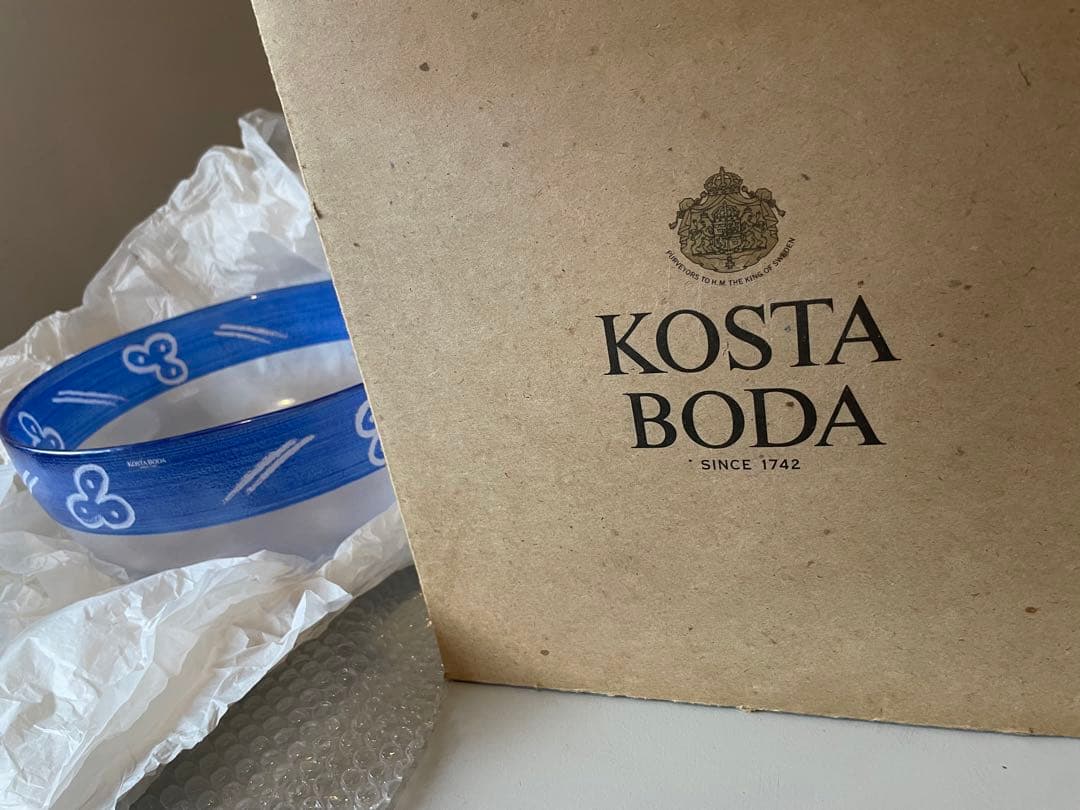 PURVEYORS TO H.M. THE KING OF SWEDEN
KOSTA
BODA
SINCE 1742
KOSTA BODA